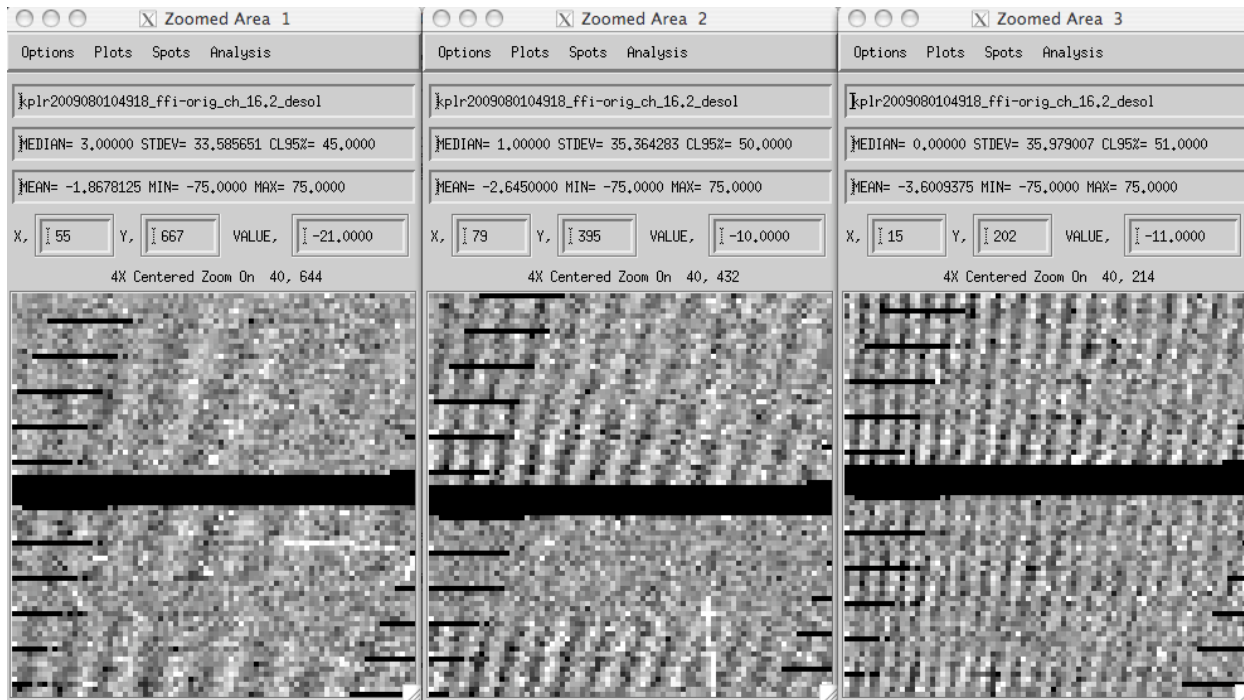 Zoomed Area 1
Options Plots Spots Analysis
kplr2009080104918_ffi-orig_ch_16.2_desol
MEDIAN= 3.00000 STDEV= 33.585651 CL95%= 45.0000
MEAN= -1.8678125 MIN= -75.0000 MAX= 75.0000
X, 55 Y, 667 VALUE, -21.0000
4X Centered Zoom On 40, 644
Zoomed Area 2
Options Plots Spots Analysis
kplr2009080104918_ffi-orig_ch_16.2_desol
MEDIAN= 1.00000 STDEV= 35.364283 CL95%= 50.0000
MEAN= -2.6450000 MIN= -75.0000 MAX= 75.0000
X, 79 Y, 395 VALUE, -10.0000
4X Centered Zoom On 40, 432
Zoomed Area 3
Options Plots Spots Analysis
kplr2009080104918_ffi-orig_ch_16.2_desol
MEDIAN= 0.00000 STDEV= 35.979007 CL95%= 51.0000
MEAN= -3.6009375 MIN= -75.0000 MAX= 75.0000
X, 15 Y, 202 VALUE, -11.0000
4X Centered Zoom On 40, 214